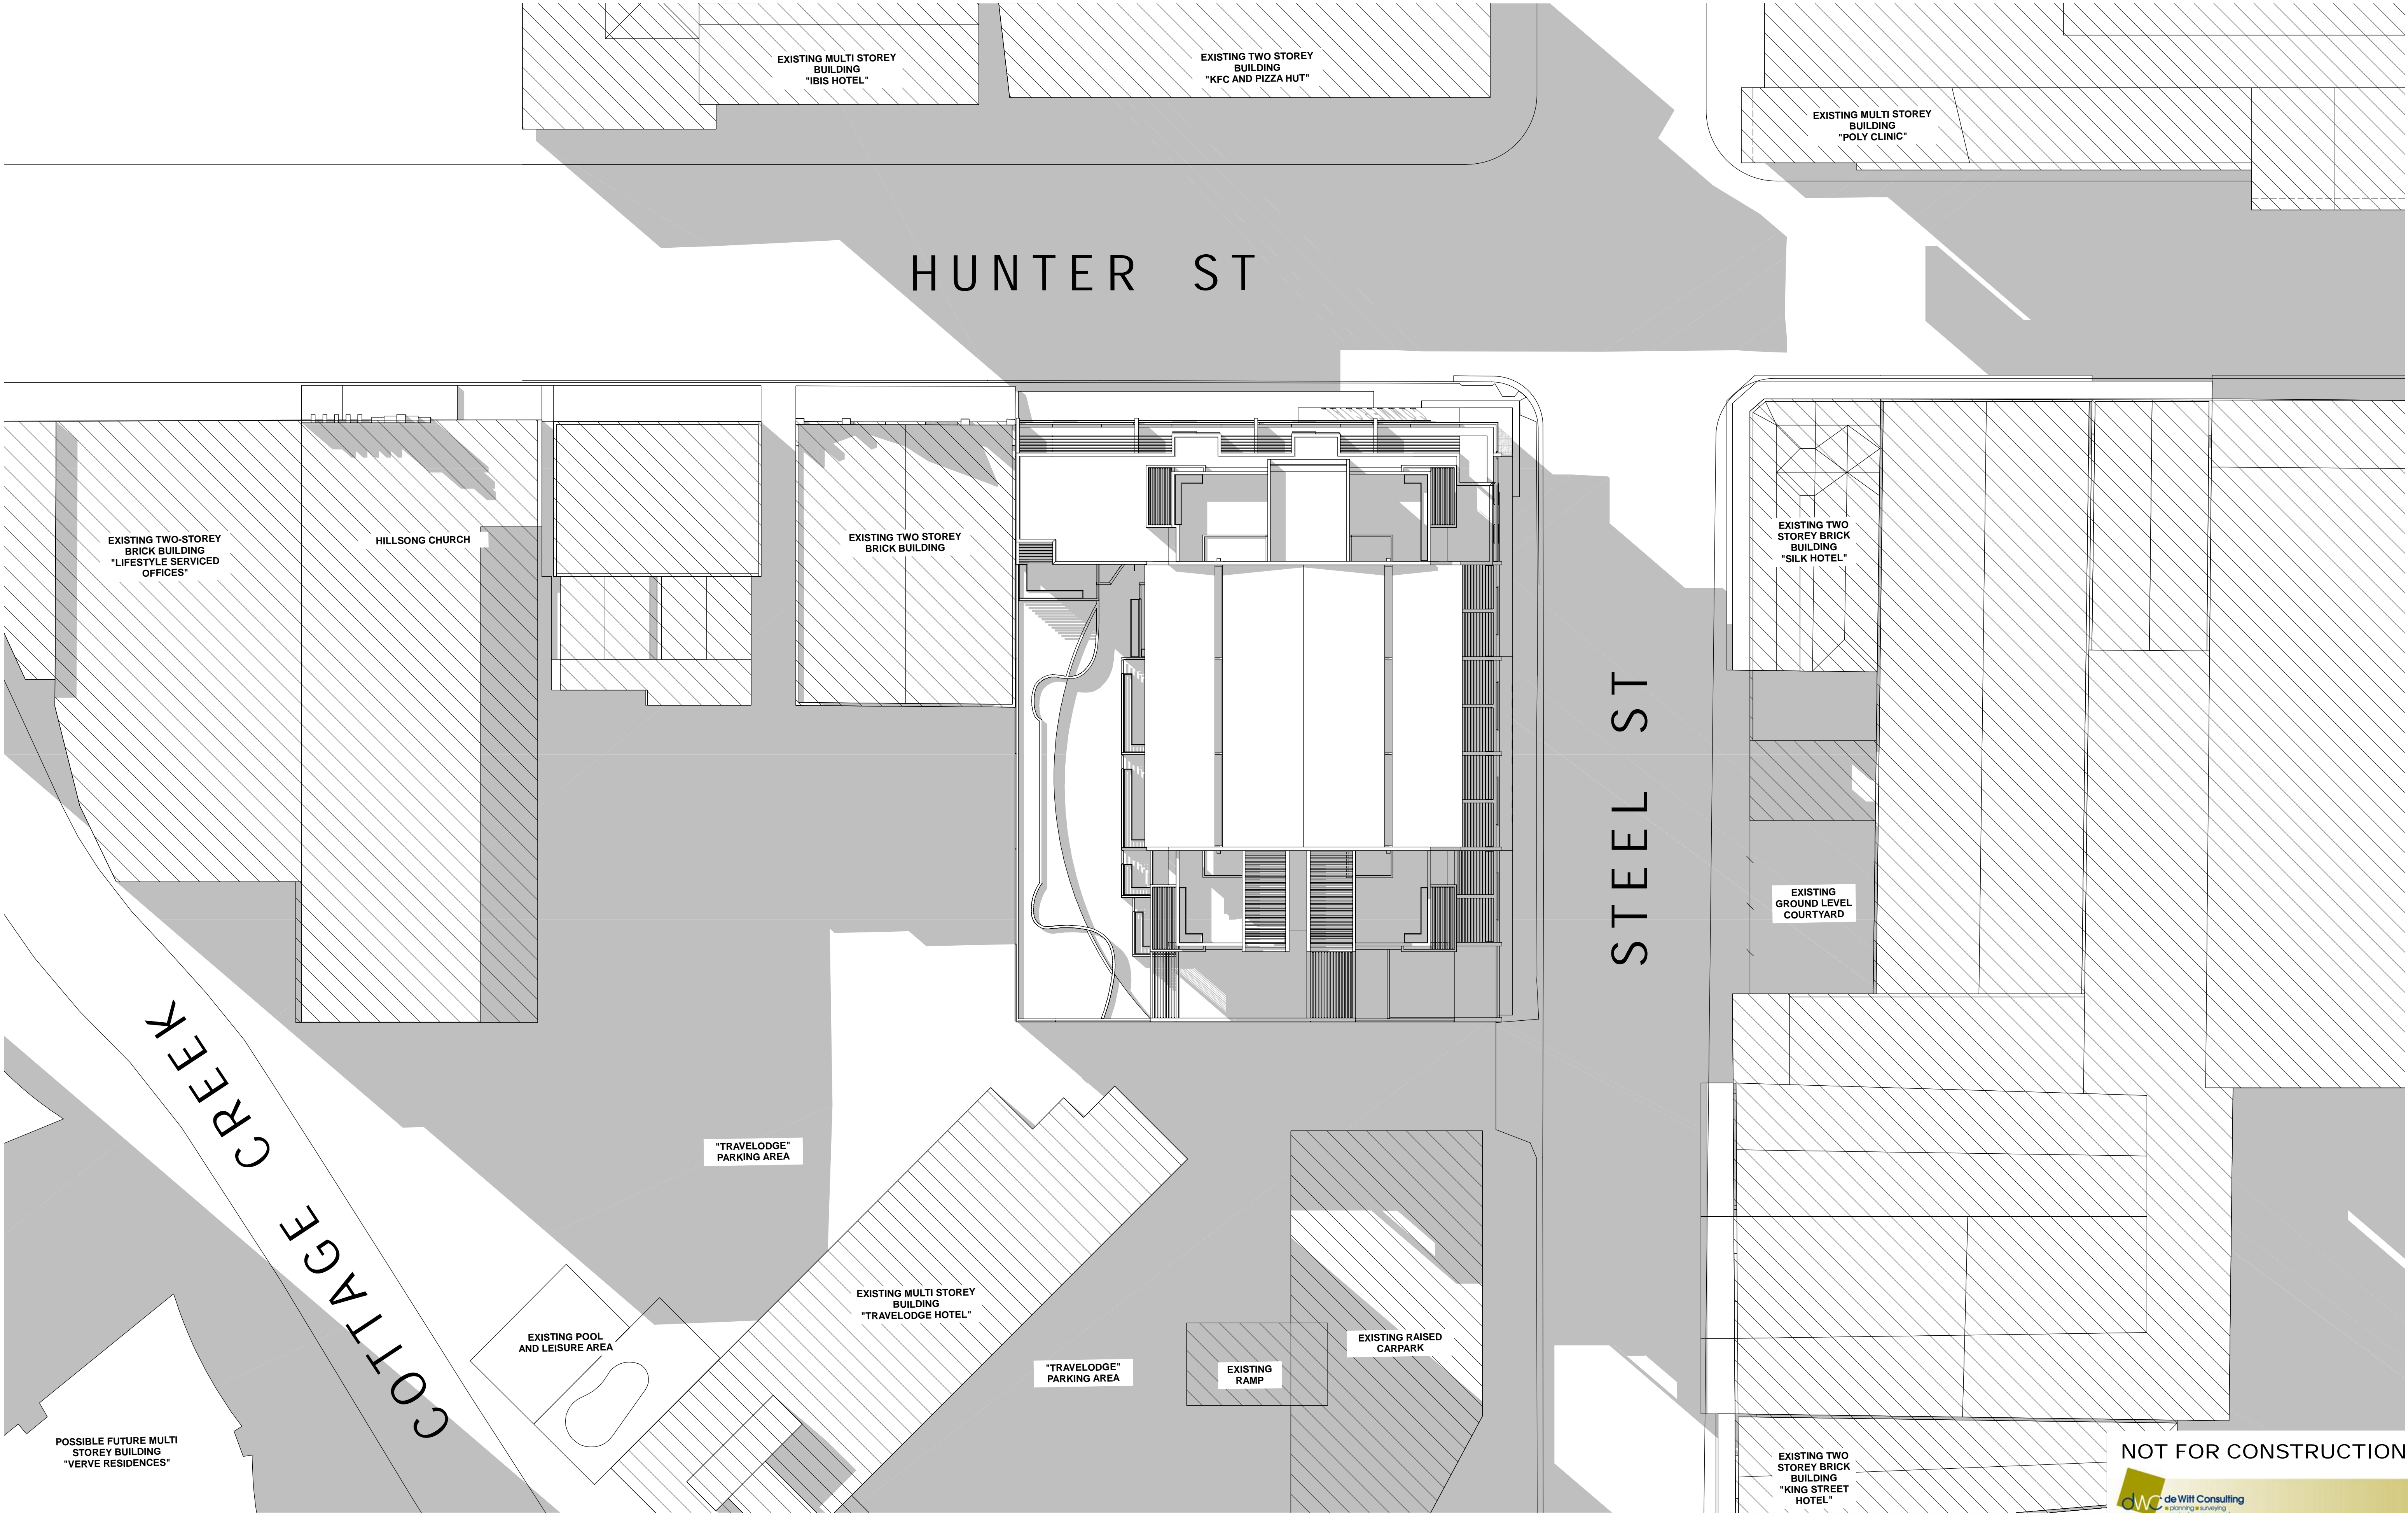 EXISTING MULTI STOREY
BUILDING
"IBIS HOTEL"
EXISTING TWO STOREY
BUILDING
"KFC AND PIZZA HUT"
EXISTING MULTI STOREY
BUILDING
"POLY CLINIC"
HUNTER ST
EXISTING TWO-STOREY
BRICK BUILDING
"LIFESTYLE SERVICED
OFFICES"
HILLSONG CHURCH
EXISTING TWO STOREY
BRICK BUILDING
EXISTING TWO
STOREY BRICK
BUILDING
"SILK HOTEL"
STEEL ST
EXISTING
GROUND LEVEL
COURTYARD
COTTAGE CREEK
"TRAVELODGE"
PARKING AREA
EXISTING POOL
AND LEISURE AREA
EXISTING MULTI STOREY
BUILDING
"TRAVELODGE HOTEL"
"TRAVELODGE"
PARKING AREA
EXISTING
RAMP
EXISTING RAISED
CARPARK
POSSIBLE FUTURE MULTI
STOREY BUILDING
"VERVE RESIDENCES"
EXISTING TWO
STOREY BRICK
BUILDING
"KING STREET
HOTEL"
NOT FOR CONSTRUCTION
dwc de Witt Consulting
planning surveying